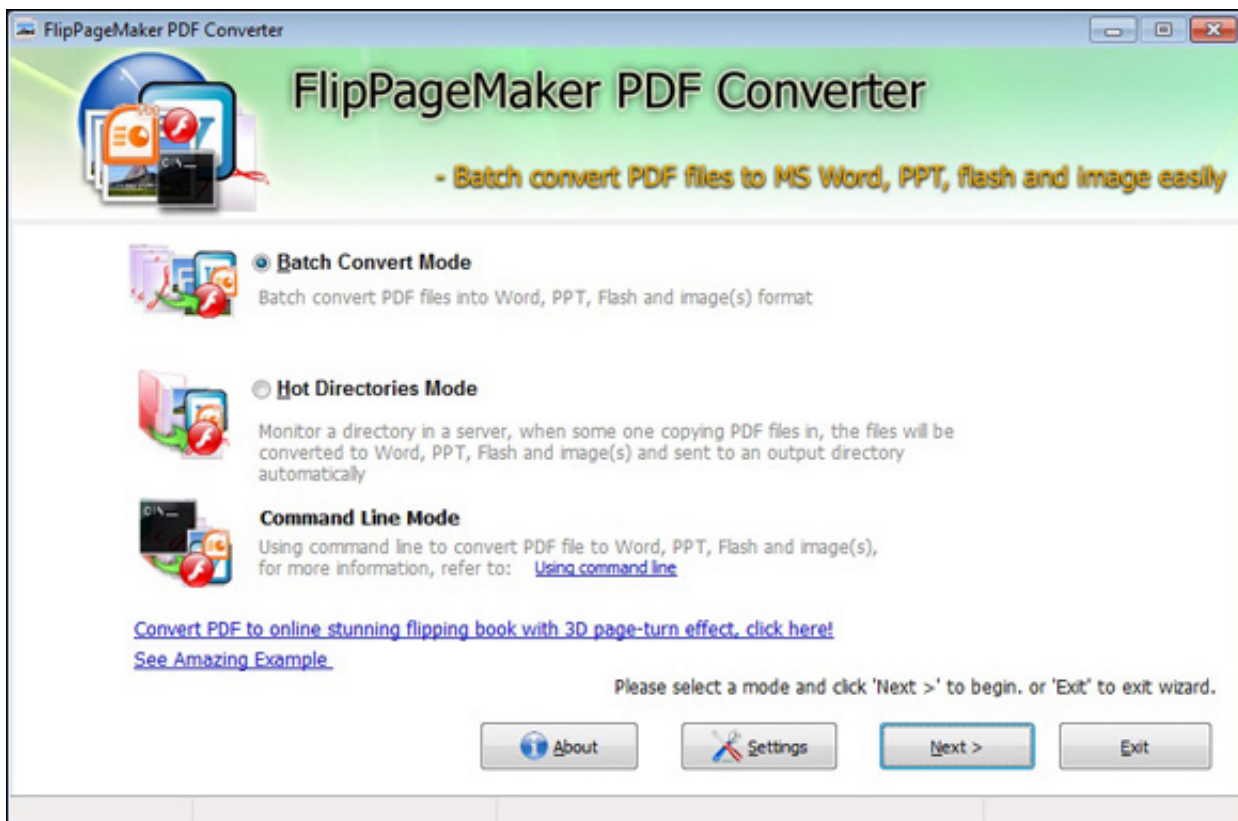 FlipPageMaker PDF Converter
FlipPageMaker PDF Converter
- Batch convert PDF files to MS Word, PPT, flash and image easily
Batch Convert Mode
Batch convert PDF files into Word, PPT, Flash and image(s) format
Hot Directories Mode
Monitor a directory in a server, when some one copying PDF files in, the files will be
converted to Word, PPT, Flash and image(s) and sent to an output directory
automatically
Command Line Mode
Using command line to convert PDF file to Word, PPT, Flash and image(s),
for more information, refer to: Using command line
Convert PDF to online stunning flipping book with 3D page-turn effect, click here!
See Amazing Example
Please select a mode and click 'Next >' to begin. or 'Exit' to exit wizard.
About Settings Next > Exit